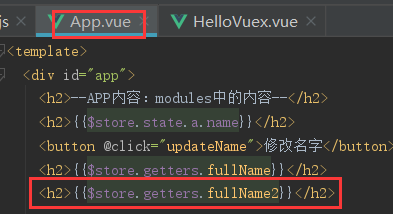 js × App.vue × HelloVuex.vue ×
<template>
<div id="app">
<h2>--APP内容：modules中的内容--</h2>
<h2>{{$store.state.a.name}}</h2>
<button @click="updateName">修改名字</button>
<h2>{{$store.getters.fullName}}</h2>
<h2>{{$store.getters.fullName2}}</h2>